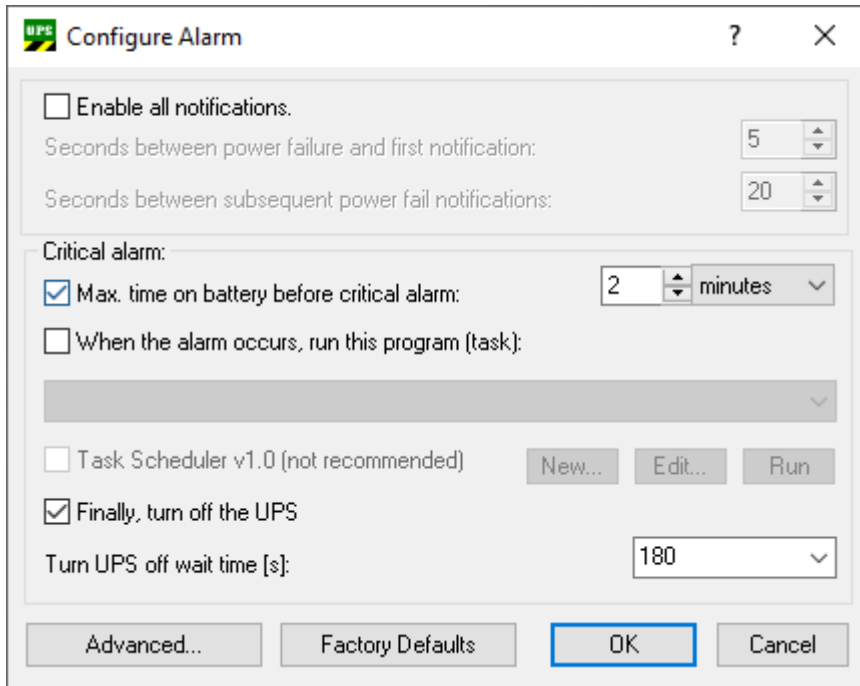 UPS Configure Alarm ?
Enable all notifications.
Seconds between power failure and first notification: 5
Seconds between subsequent power fail notifications: 20
Critical alarm:
Max. time on battery before critical alarm: 2 minutes
When the alarm occurs, run this program (task):
Task Scheduler v1.0 (not recommended) New... Edit... Run
Finally, turn off the UPS
Turn UPS off wait time [s]: 180
Advanced... Factory Defaults OK Cancel